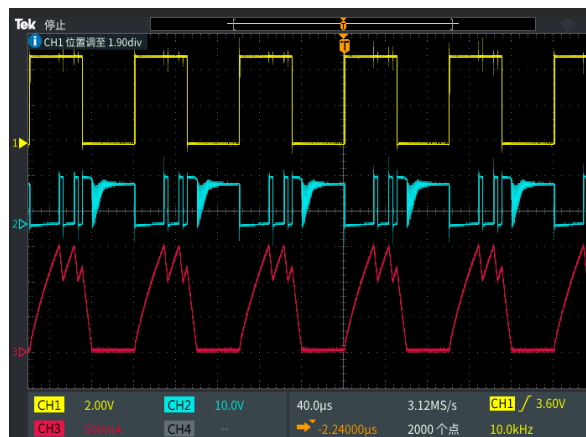 Tek 停止
T
i CH1 位置调至 1.90div
T
1
2
3
CH1 2.00V CH2 10.0V 40.0µs 3.12MS/s CH1 3.60V
CH3 500mA CH4 -- -2.24000µs 2000 个点 10.0kHz